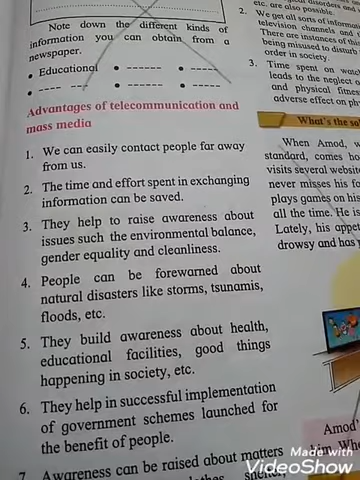 Note down the different kinds of
information you can obtain from a
newspaper.
• Educational • ------ • -----
• ---- --- • ------ • -----
Advantages of telecommunication and
mass media
1. We can easily contact people far away
from us.
2. The time and effort spent in exchanging
information can be saved.
3. They help to raise awareness about
issues such the environmental balance,
gender equality and cleanliness.
4. People can be forewarned about
natural disasters like storms, tsunamis,
floods, etc.
5. They build awareness about health,
educational facilities, good things
happening in society, etc.
6. They help in successful implementation
of government schemes launched for
the benefit of people.
7. Awareness can be raised about matters
disorders and
etc. are also possible.
2. We get all sorts of
television channels and
There are instances of
being misused to disturb
order in society.
3. Time spent on
leads to the neglect
and physical
adverse effect on
What's the
When Amod,
standard, comes
visits several
never misses his
plays games on his
all the time. He is
Lately, his
drowsy and has
Amod'
him.
Made with
VideoShow